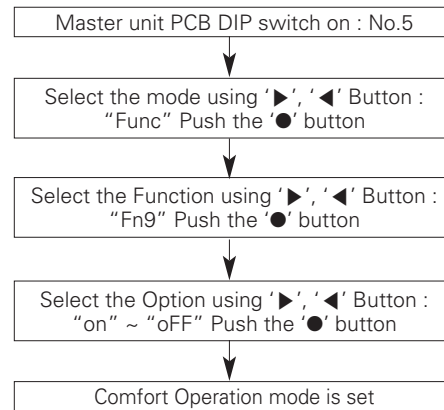 Master unit PCB DIP switch on : No.5
Select the mode using ‘▶’, ‘◀’ Button :
“Func” Push the ‘●’ button
Select the Function using ‘▶’, ‘◀’ Button :
“Fn9” Push the ‘●’ button
Select the Option using ‘▶’, ‘◀’ Button :
“on” ~ “oFF” Push the ‘●’ button
Comfort Operation mode is set